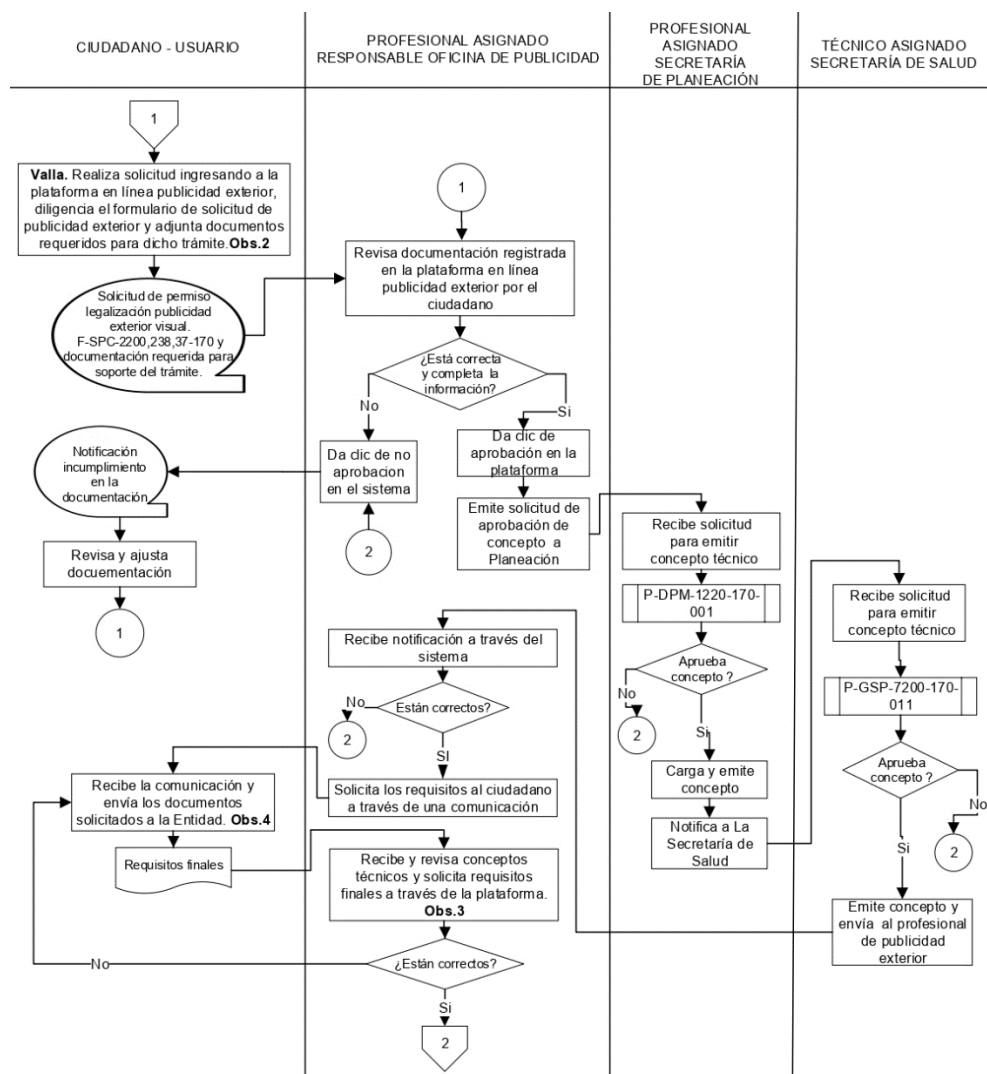 CIUDADANO - USUARIO
PROFESIONAL ASIGNADO
RESPONSABLE OFICINA DE PUBLICIDAD
PROFESIONAL
ASIGNADO
SECRETARÍA
DE PLANEACIÓN
TÉCNICO ASIGNADO
SECRETARÍA DE SALUD
1
Valla. Realiza solicitud ingresando a la
plataforma en línea publicidad exterior,
diligencia el formulario de solicitud de
publicidad exterior y adjunta documentos
requeridos para dicho trámite.Obs.2
Solicitud de permiso
legalización publicidad
exterior visual.
F-SPC-2200,238,37-170 y
documentación requerida para
soporte del trámite.
1
Revisa documentación registrada
en la plataforma en línea
publicidad exterior por el
ciudadano
¿Está correcta
y completa la
información?
No
Si
Da clic de no
aprobacion
en el sistema
2
Notificación
incumplimiento
en la
documentación
Revisa y ajusta
docuementación
1
Da clic de
aprobación en la
plataforma
Emite solicitud de
aprobación de
concepto a
Planeación
Recibe solicitud
para emitir
concepto técnico
P-DPM-1220-170-
001
Aprueba
concepto ?
No
2
Si
Carga y emite
concepto
Notifica a La
Secretaría de
Salud
Recibe solicitud
para emitir
concepto técnico
P-GSP-7200-170-
011
Aprueba
concepto ?
No
2
Si
Emite concepto y
envía al profesional
de publicidad
exterior
Recibe notificación a través del
sistema
Están correctos?
No
2
SI
Solicita los requisitos al ciudadano
a través de una comunicación
Recibe la comunicación y
envía los documentos
solicitados a la Entidad. Obs.4
Requisitos finales
Recibe y revisa conceptos
técnicos y solicita requisitos
finales a través de la plataforma.
Obs.3
¿Están correctos?
No
Si
2